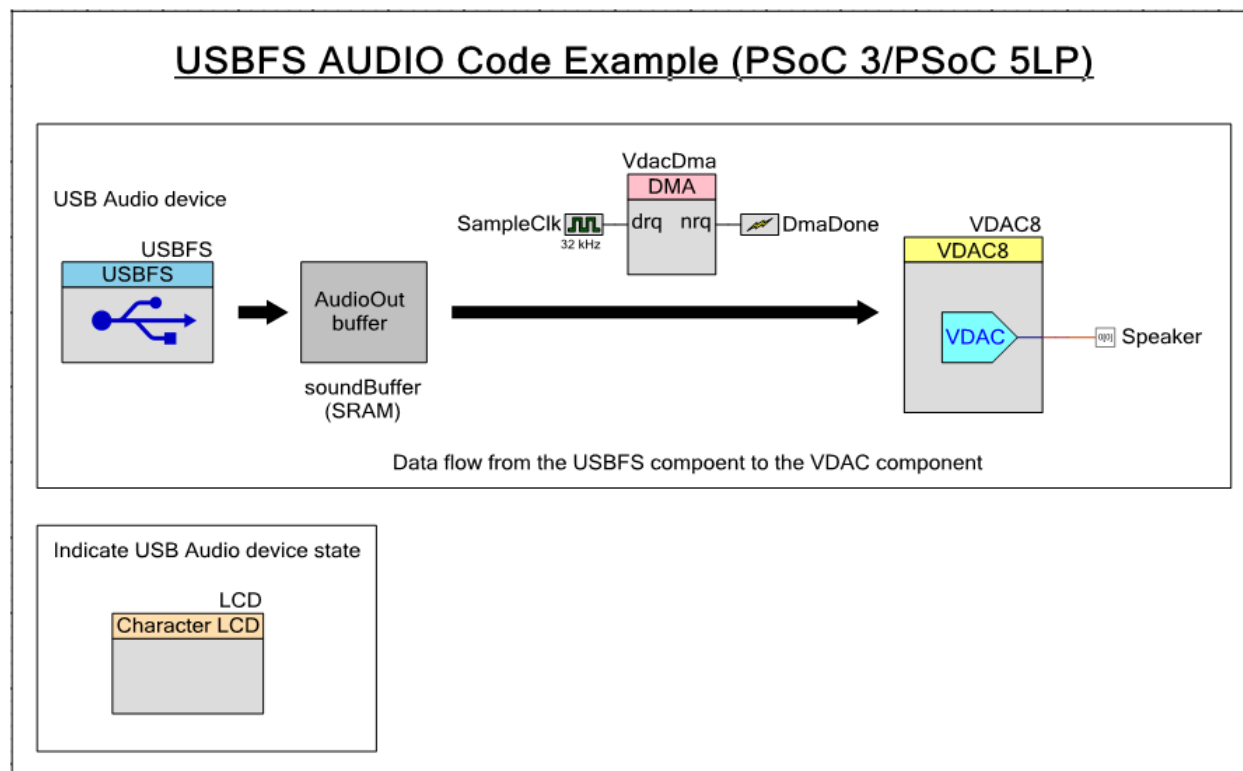 USBFS AUDIO Code Example (PSoC 3/PSoC 5LP)
USB Audio device
USBFS
USBFS
AudioOut
buffer
soundBuffer
(SRAM)
VdacDma
DMA
SampleClk
32 kHz
drq
nrq
DmaDone
VDAC8
VDAC8
VDAC
0[0]
Speaker
Data flow from the USBFS compoent to the VDAC component
Indicate USB Audio device state
LCD
Character LCD